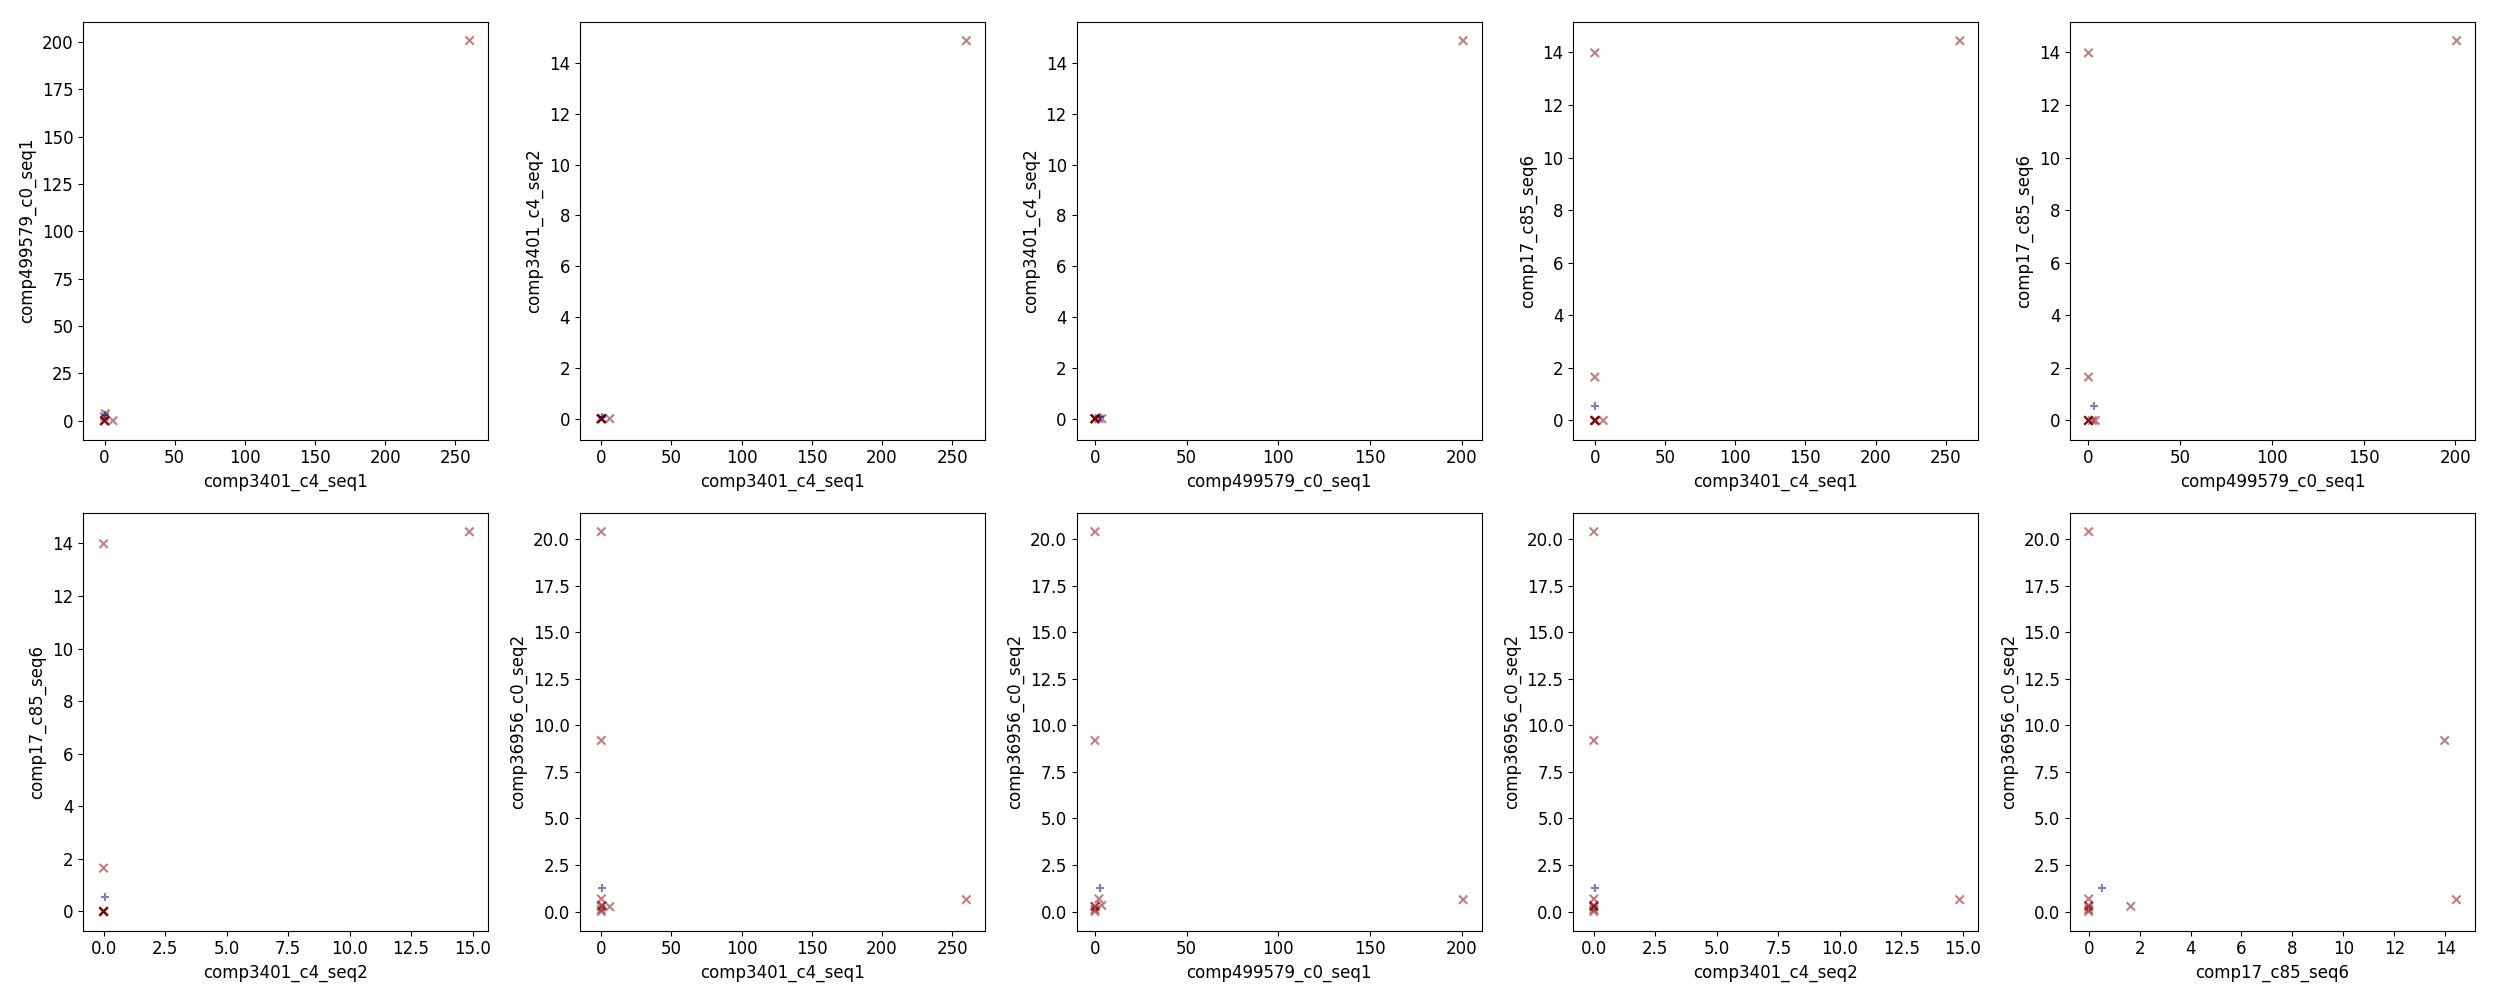 200
175
150
125
100
75
50
25
0
comp499579_c0_seq1
0 50 100 150 200 250
comp3401_c4_seq1
14
12
10
8
6
4
2
0
comp3401_c4_seq2
0 50 100 150 200 250
comp3401_c4_seq1
14
12
10
8
6
4
2
0
comp3401_c4_seq2
0 50 100 150 200
comp499579_c0_seq1
14
12
10
8
6
4
2
0
comp17_c85_seq6
0 50 100 150 200 250
comp3401_c4_seq1
14
12
10
8
6
4
2
0
comp17_c85_seq6
0 50 100 150 200
comp499579_c0_seq1
14
12
10
8
6
4
2
0
comp17_c85_seq6
0.0 2.5 5.0 7.5 10.0 12.5 15.0
comp3401_c4_seq2
20.0
17.5
15.0
12.5
10.0
7.5
5.0
2.5
0.0
comp36956_c0_seq2
0 50 100 150 200 250
comp3401_c4_seq1
20.0
17.5
15.0
12.5
10.0
7.5
5.0
2.5
0.0
comp36956_c0_seq2
0 50 100 150 200
comp499579_c0_seq1
20.0
17.5
15.0
12.5
10.0
7.5
5.0
2.5
0.0
comp36956_c0_seq2
0.0 2.5 5.0 7.5 10.0 12.5 15.0
comp3401_c4_seq2
20.0
17.5
15.0
12.5
10.0
7.5
5.0
2.5
0.0
comp36956_c0_seq2
0 2 4 6 8 10 12 14
comp17_c85_seq6